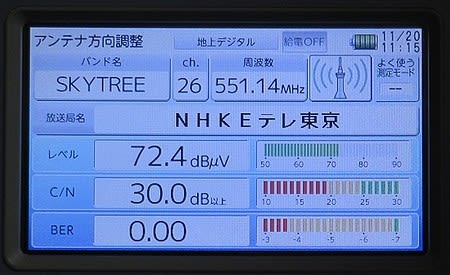 アンテナ方向調整 地上デジタル 給電OFF 11/20
11:15
バンド名 ch. 周波数 よく使う
測定モード
SKYTREE 26 551.14MHz --
放送局名 NHKEテレ東京
レベル 72.4dBμV 50 60 70 80 90
C/N 30.0dB以上 10 15 20 25 30
BER 0.00 -3 -4 -5 -6 -7